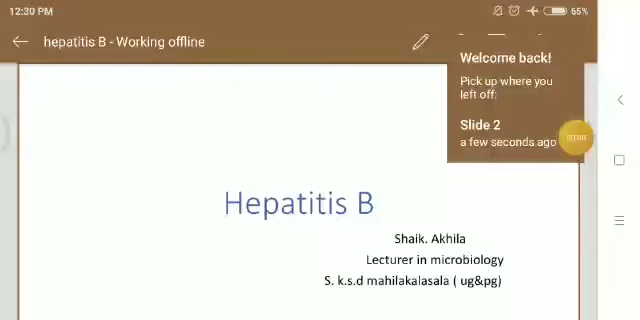 12:30 PM
65%
hepatitis B - Working offline
Welcome back!
Pick up where you
left off:
Slide 2
a few seconds ago
Hepatitis B
Shaik. Akhila
Lecturer in microbiology
S. k.s.d mahilakalasala ( ug&pg)